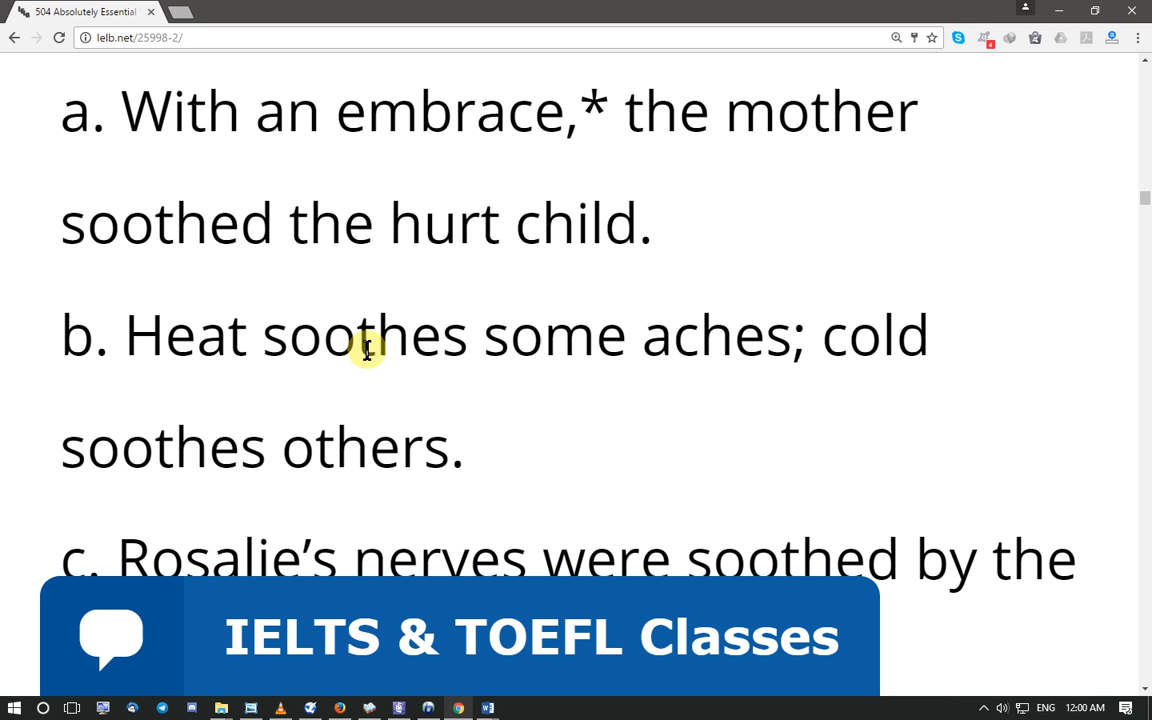 504 Absolutely Essential
lelb.net/25998-2/
4
a. With an embrace,* the mother
soothed the hurt child.
b. Heat soothes some aches; cold
soothes others.
c. Rosalie’s nerves were soothed by the
IELTS & TOEFL Classes
ENG 12:00 AM